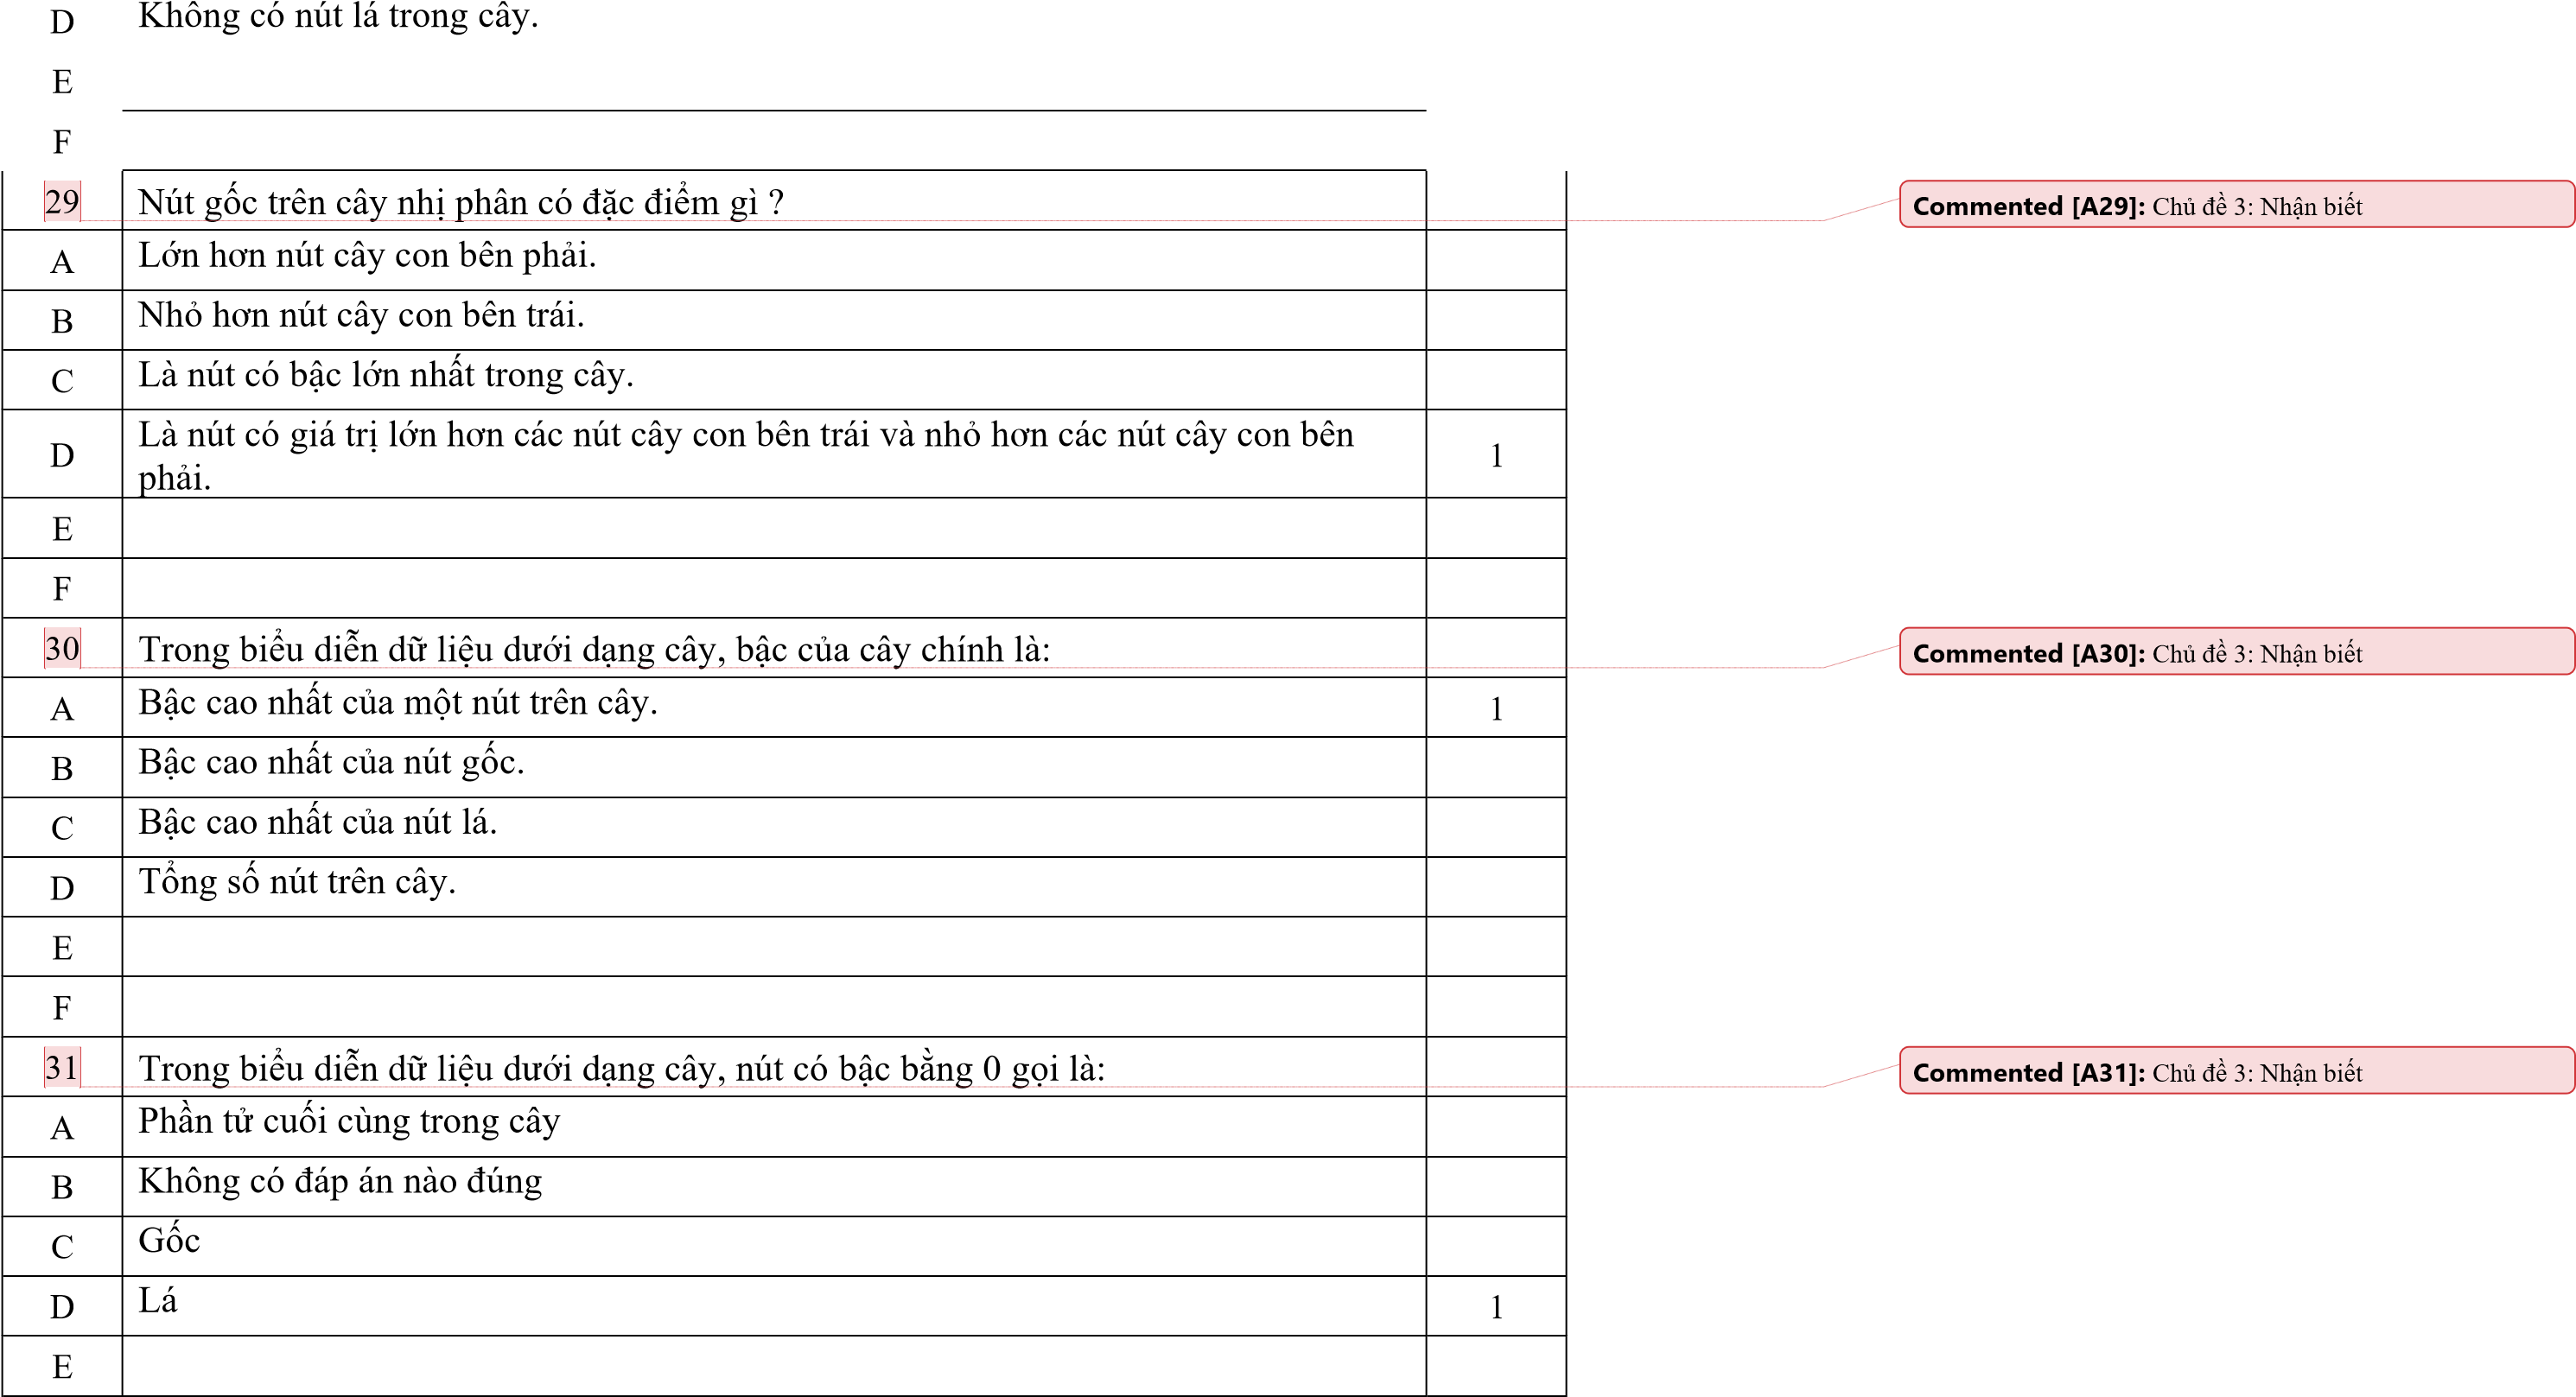 D Không có nút lá trong cây.
E
F
29 Nút gốc trên cây nhị phân có đặc điểm gì ?
Commented [A29]: Chủ đề 3: Nhận biết
A Lớn hơn nút cây con bên phải.
B Nhỏ hơn nút cây con bên trái.
C Là nút có bậc lớn nhất trong cây.
D Là nút có giá trị lớn hơn các nút cây con bên trái và nhỏ hơn các nút cây con bên
phải. 1
E
F
30 Trong biểu diễn dữ liệu dưới dạng cây, bậc của cây chính là:
Commented [A30]: Chủ đề 3: Nhận biết
A Bậc cao nhất của một nút trên cây. 1
B Bậc cao nhất của nút gốc.
C Bậc cao nhất của nút lá.
D Tổng số nút trên cây.
E
F
31 Trong biểu diễn dữ liệu dưới dạng cây, nút có bậc bằng 0 gọi là:
Commented [A31]: Chủ đề 3: Nhận biết
A Phần tử cuối cùng trong cây
B Không có đáp án nào đúng
C Gốc
D Lá 1
E